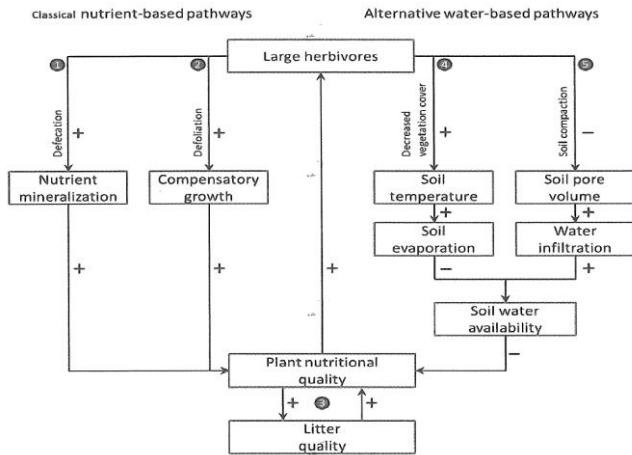 Classical nutrient-based pathways
Alternative water-based pathways
Large herbivores
1
2
4
5
Defecation
+
Defoliation
+
Decreased
vegetation cover
+
Soil compaction
−
Nutrient
mineralization
Compensatory
growth
Soil
temperature
Soil pore
volume
+
+
Soil
evaporation
Water
infiltration
+
+
+
−
+
Soil water
availability
−
Plant nutritional
quality
+
3
+
Litter
quality